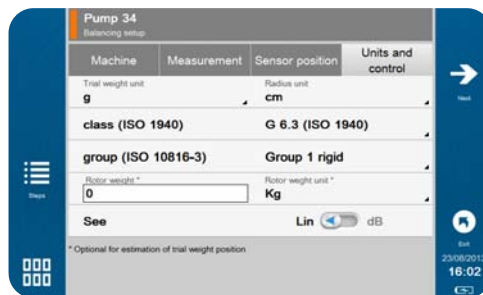 Pump 34
Balancing setup
Machine Measurement Sensor position Units and control
Trial weight unit Radius unit
g cm
class (ISO 1940) G 6.3 (ISO 1940)
group (ISO 10816-3) Group 1 rigid
Rotor weight * Rotor weight unit *
0 Kg
See Lin dB
* Optional for estimation of trial weight position
Steps
Next
Exit
23/08/2013
16:02